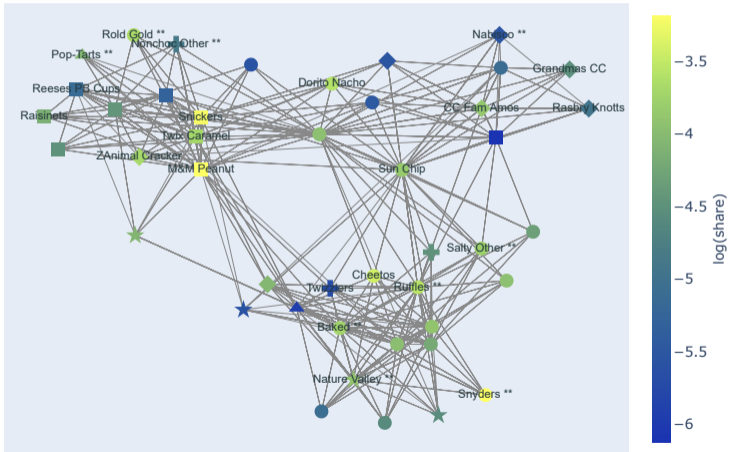 Rold Gold **
Nonchoc Other **
Nabisco **
Pop-Tarts **
Grandmas CC
Dorito Nacho
Reeses PB Cups
Raisinets
Snickers
CC Fam Amos
Rasbry Knotts
Twix Caramel
ZAnimal Cracker
M&M Peanut
Sun Chip
Salty Other **
Cheetos
Twizzlers
Ruffles **
Baked **
Nature Valley **
Snyders **
−3.5
−4
−4.5
−5
−5.5
−6
log(share)